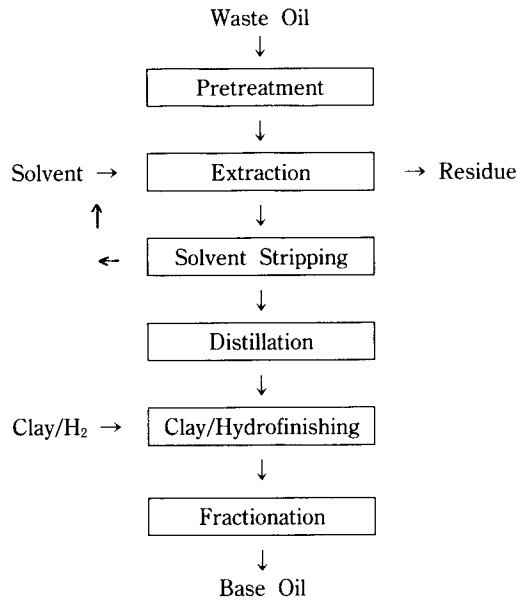 Waste Oil
↓
Pretreatment
↓
Solvent → Extraction → Residue
↑ ↓
← Solvent Stripping
↓
Distillation
↓
Clay/H₂ → Clay/Hydrofinishing
↓
Fractionation
↓
Base Oil